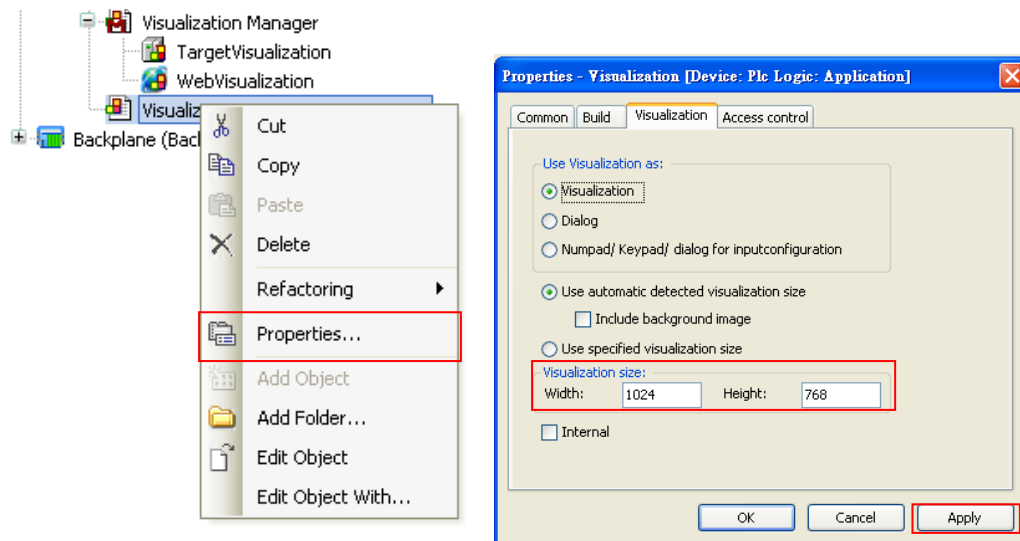 Visualization Manager
TargetVisualization
WebVisualization
Visualiz
Backplane (Bac
Cut
Copy
Paste
Delete
Refactoring
Properties...
Add Object
Add Folder...
Edit Object
Edit Object With...
Properties - Visualization [Device: Plc Logic: Application]
Common Build Visualization Access control
Use Visualization as:
Visualization
Dialog
Numpad/ Keypad/ dialog for inputconfiguration
Use automatic detected visualization size
Include background image
Use specified visualization size
Visualization size:
Width: 1024 Height: 768
Internal
OK Cancel Apply